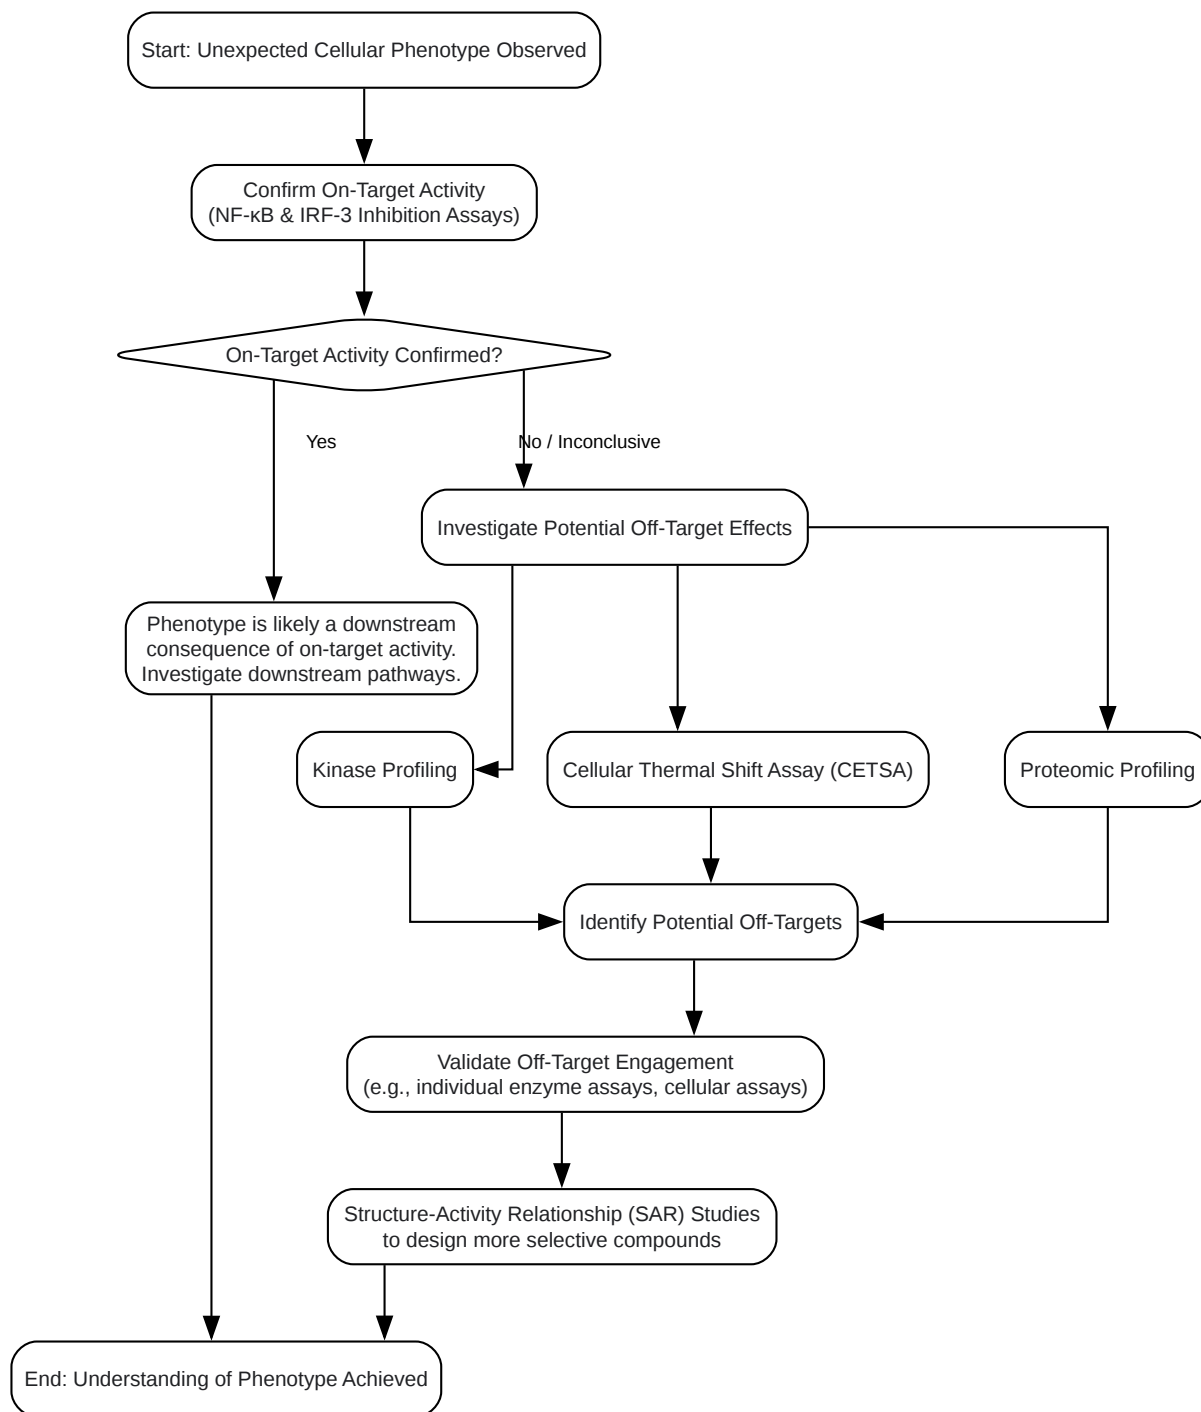 Start: Unexpected Cellular Phenotype Observed
Confirm On-Target Activity
(NF-κB & IRF-3 Inhibition Assays)
On-Target Activity Confirmed?
Yes
No / Inconclusive
Investigate Potential Off-Target Effects
Phenotype is likely a downstream
consequence of on-target activity.
Investigate downstream pathways.
Kinase Profiling
Cellular Thermal Shift Assay (CETSA)
Proteomic Profiling
Identify Potential Off-Targets
Validate Off-Target Engagement
(e.g., individual enzyme assays, cellular assays)
Structure-Activity Relationship (SAR) Studies
to design more selective compounds
End: Understanding of Phenotype Achieved